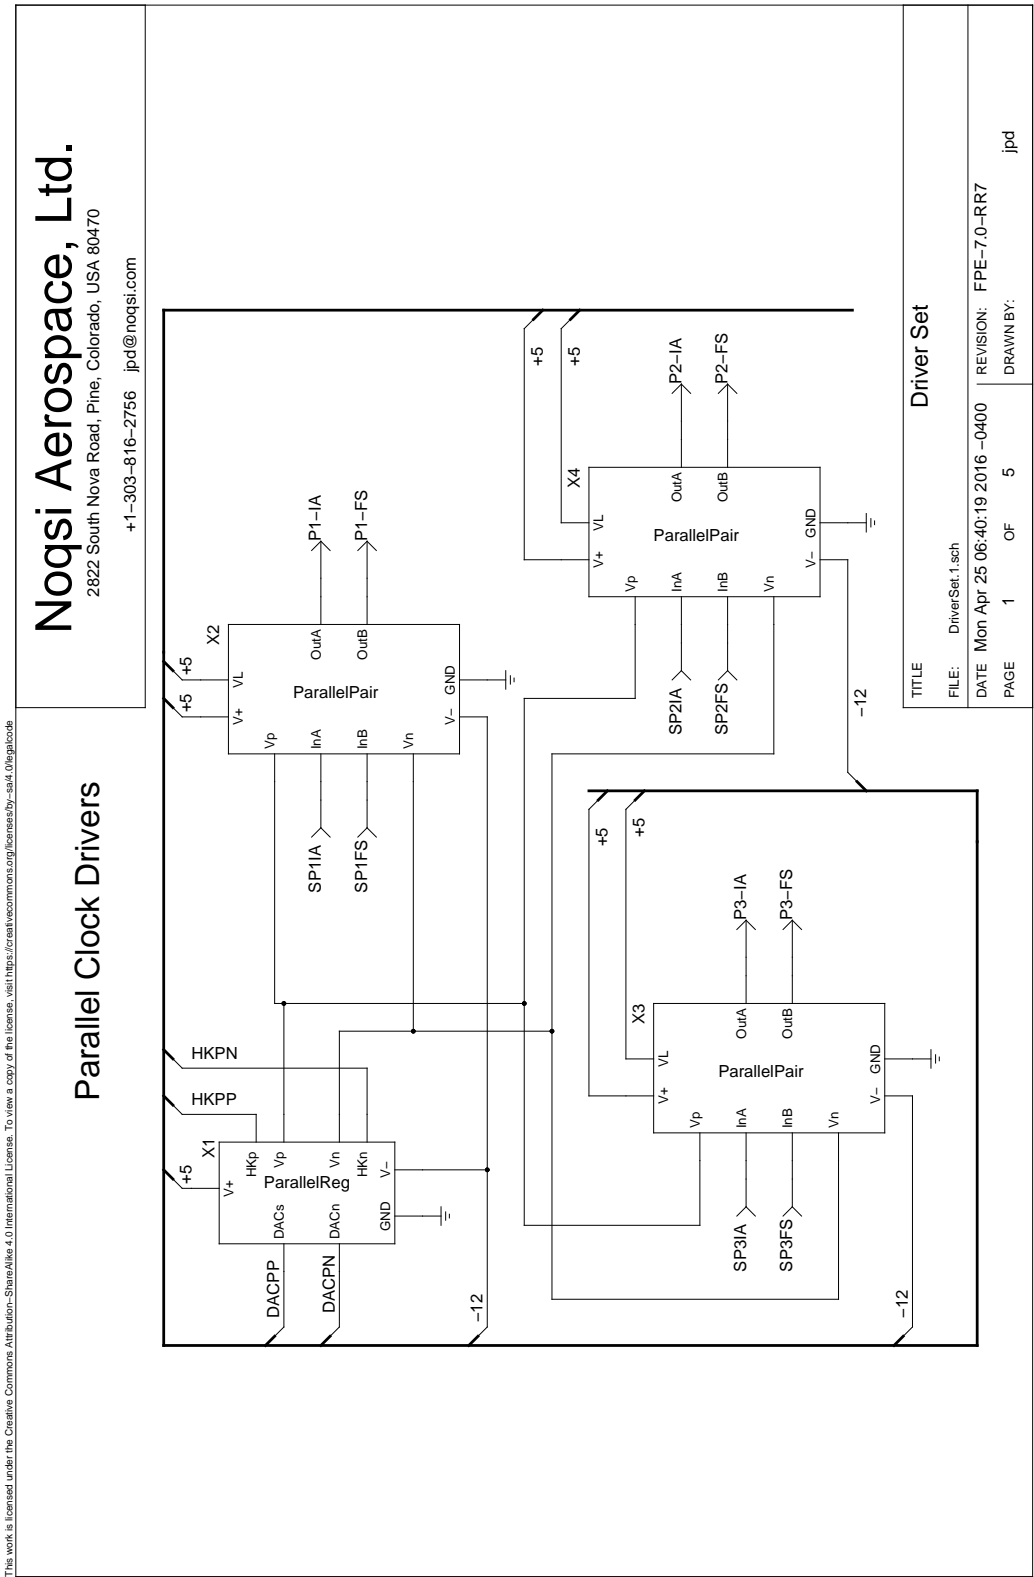 This work is licensed under the Creative Commons Attribution–ShareAlike 4.0 International License. To view a copy of the license, visit https://creativecommons.org/licenses/by–sa/4.0/legalcode
Noqsi Aerospace, Ltd.
2822 South Nova Road, Pine, Colorado, USA 80470
+1–303–816–2756 jpd@noqsi.com
Parallel Clock Drivers
+5
HKPP
HKPN
+5
+5
X1
V+
HKp
Vp
Vn
HKn
ParallelReg
DACs
DACn
GND
V–
DACPP
DACPN
–12
X2
V+
VL
Vp
InA
InB
Vn
ParallelPair
OutA
OutB
V–
GND
SP1IA
SP1FS
P1–IA
P1–FS
+5
+5
X4
V+
VL
Vp
InA
InB
Vn
ParallelPair
OutA
OutB
V–
GND
SP2IA
SP2FS
P2–IA
P2–FS
–12
+5
+5
X3
V+
VL
Vp
InA
InB
Vn
ParallelPair
OutA
OutB
V–
GND
SP3IA
SP3FS
P3–IA
P3–FS
–12
TITLE
Driver Set
FILE: DriverSet.1.sch
DATE Mon Apr 25 06:40:19 2016 –0400
REVISION: FPE–7.0–RR7
PAGE 1 OF 5
DRAWN BY: jpd